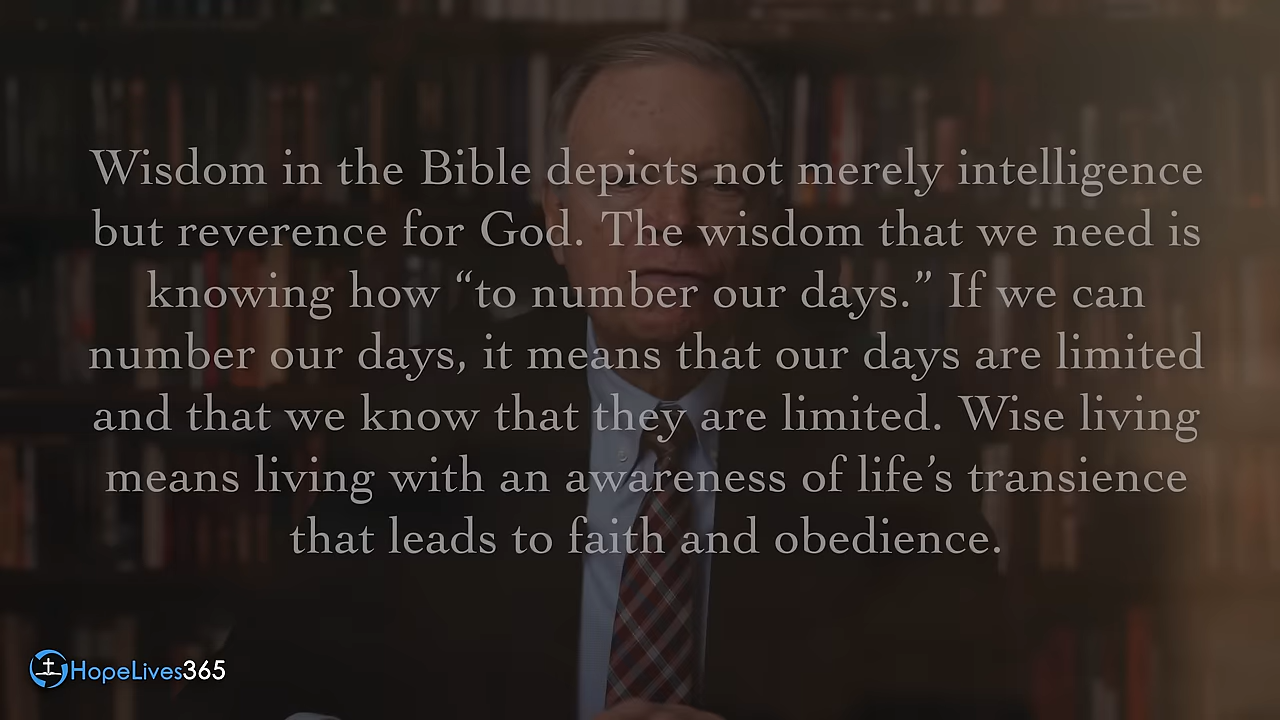 Wisdom in the Bible depicts not merely intelligence
but reverence for God. The wisdom that we need is
knowing how “to number our days.” If we can
number our days, it means that our days are limited
and that we know that they are limited. Wise living
means living with an awareness of life’s transience
that leads to faith and obedience.
HopeLives365